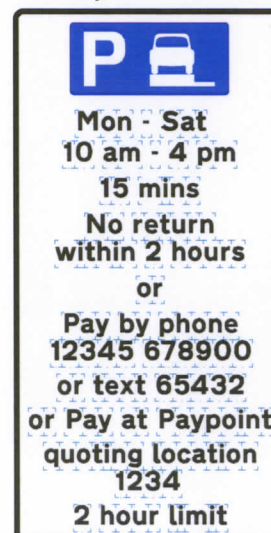 P
Mon - Sat
10 am - 4 pm
15 mins
No return
within 2 hours
or
Pay by phone
12345 678900
or text 65432
or Pay at Paypoint
quoting location
1234
2 hour limit